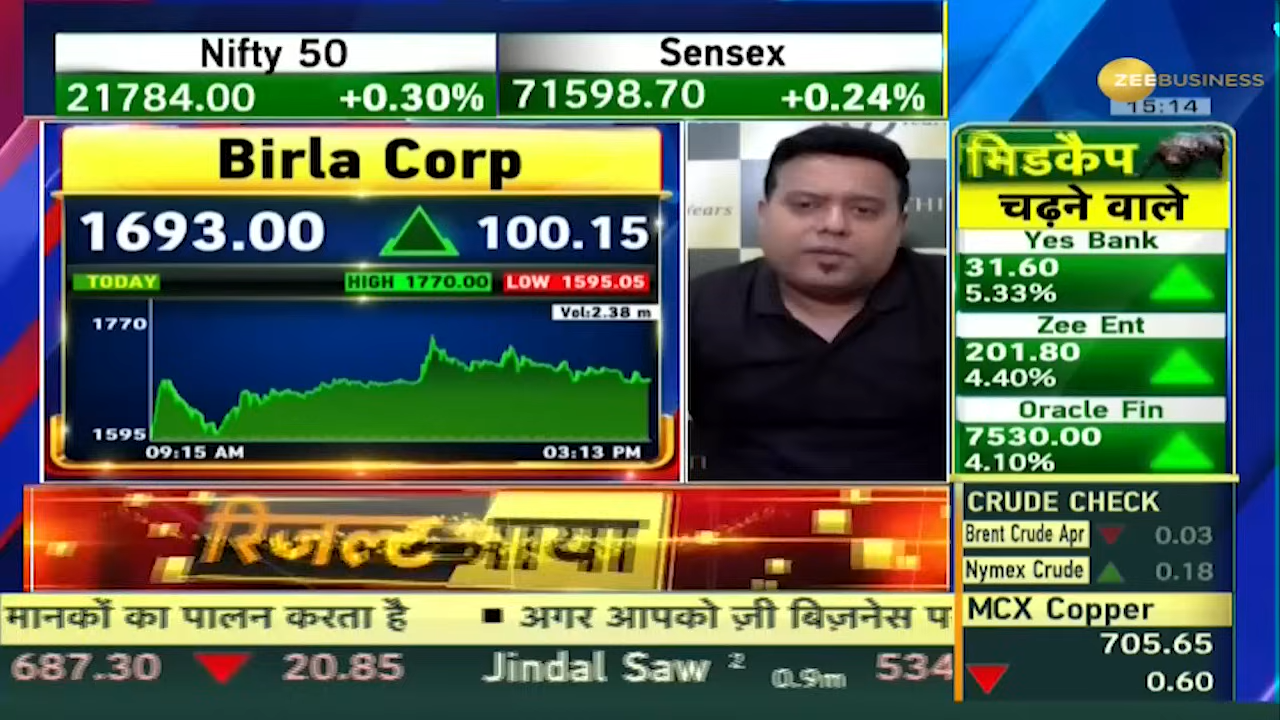 Nifty 50
21784.00 +0.30%
Sensex
71598.70 +0.24%
ZEEBUSINESS
15:14
Birla Corp
1693.00 100.15
TODAY HIGH 1770.00 LOW 1595.05
Vol:2.38 m
1770
1595
09:15 AM 03:13 PM
Years
मिडकैप
चढ़ने वाले
Yes Bank
31.60
5.33%
Zee Ent
201.80
4.40%
Oracle Fin
7530.00
4.10%
CRUDE CHECK
Brent Crude Apr 0.03
Nymex Crude 0.18
MCX Copper
705.65
0.60
रिजल्ट आया
मानकों का पालन करता है ■ अगर आपको ज़ी बिज़नेस
687.30 20.85 Jindal Saw 2 0.9m 534